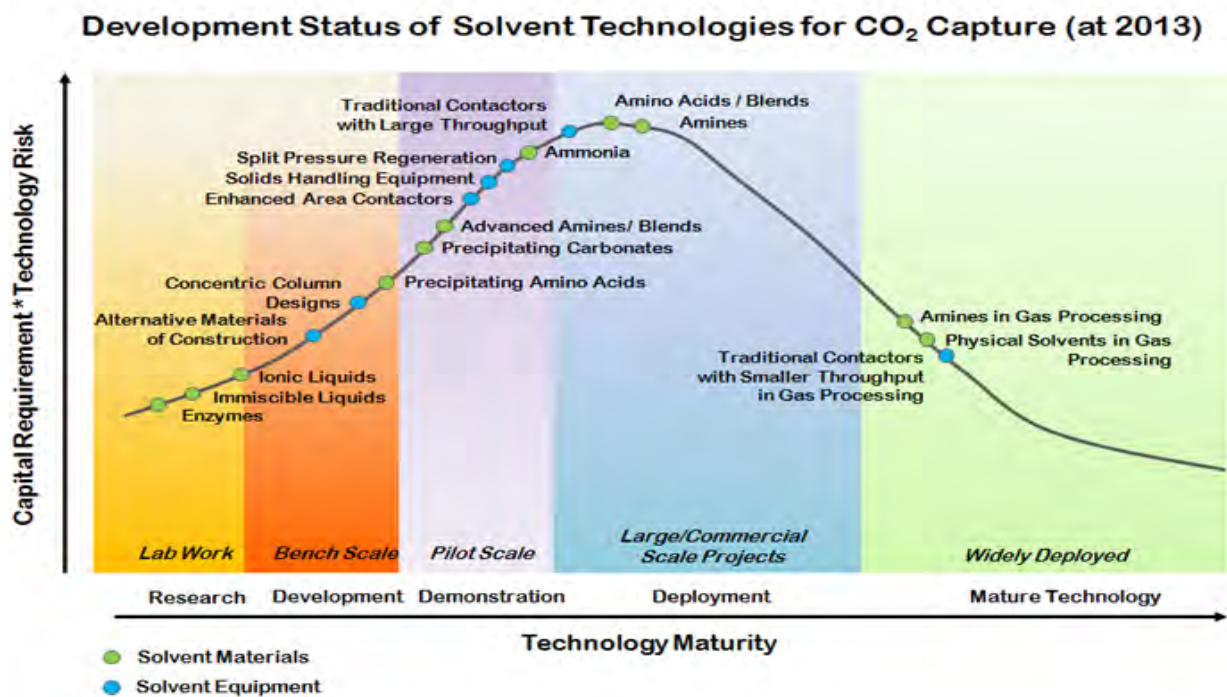 Development Status of Solvent Technologies for CO₂ Capture (at 2013)
Capital Requirement * Technology Risk
Traditional Contactors
with Large Throughput
Amino Acids / Blends
Amines
Split Pressure Regeneration
Ammonia
Solids Handling Equipment
Enhanced Area Contactors
Advanced Amines/ Blends
Precipitating Carbonates
Concentric Column
Designs
Precipitating Amino Acids
Alternative Materials
of Construction
Ionic Liquids
Immiscible Liquids
Enzymes
Amines in Gas Processing
Physical Solvents in Gas
Processing
Traditional Contactors
with Smaller Throughput
in Gas Processing
Lab Work
Bench Scale
Pilot Scale
Large/Commercial
Scale Projects
Widely Deployed
Research
Development
Demonstration
Deployment
Mature Technology
Technology Maturity
Solvent Materials
Solvent Equipment